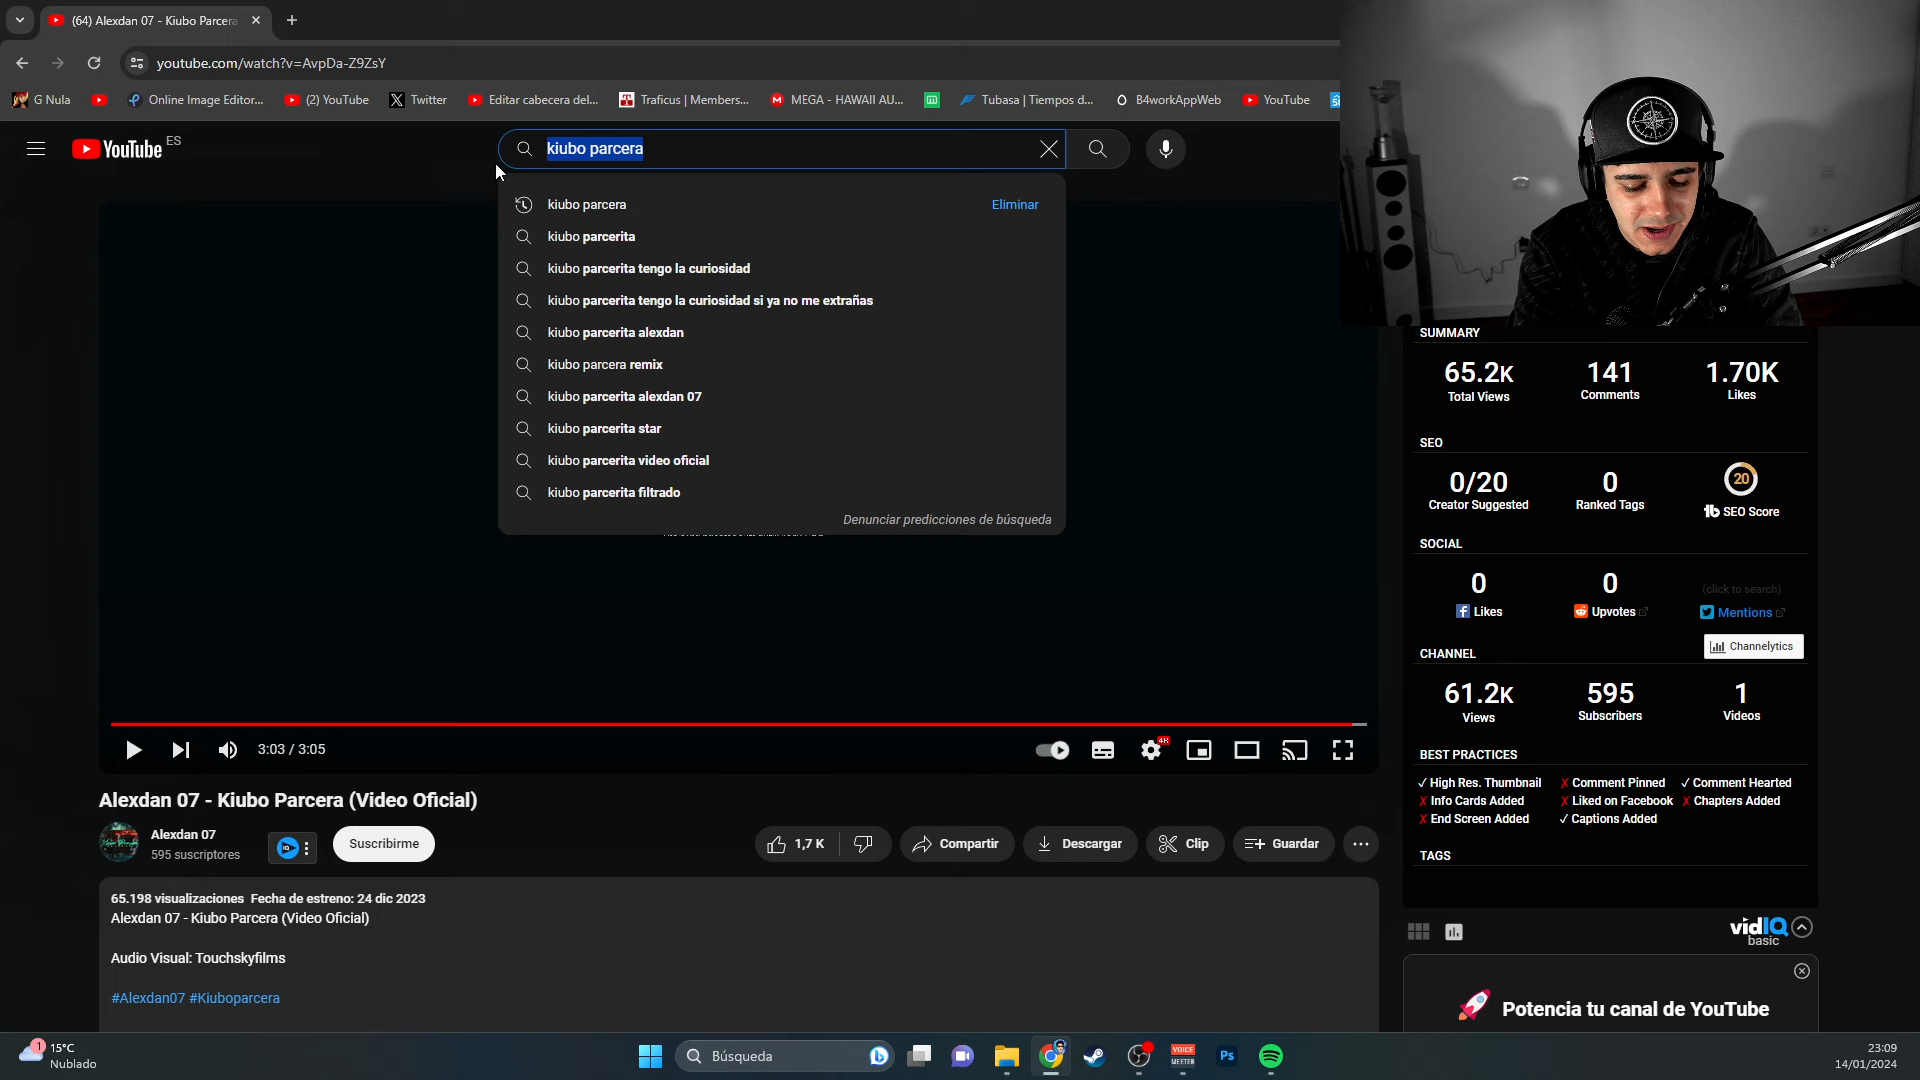 (64) Alexdan 07 - Kiubo Parcera
youtube.com/watch?v=AvpDa-Z9ZsY
G Nula
Online Image Editor...
(2) YouTube
Twitter
Editar cabecera del...
Traficus | Members...
MEGA - HAWAII AU...
Tubasa | Tiempos d...
B4workAppWeb
YouTube
YouTube ES
kiubo parcera
kiubo parcera
Eliminar
kiubo parcerita
kiubo parcerita tengo la curiosidad
kiubo parcerita tengo la curiosidad si ya no me extrañas
kiubo parcerita alexdan
kiubo parcera remix
kiubo parcerita alexdan 07
kiubo parcerita star
kiubo parcerita video oficial
kiubo parcerita filtrado
Denunciar predicciones de búsqueda
3:03 / 3:05
4K
Alexdan 07 - Kiubo Parcera (Video Oficial)
Alexdan 07
595 suscriptores
IQ
Suscribirme
1,7 K
Compartir
Descargar
Clip
Guardar
65.198 visualizaciones Fecha de estreno: 24 dic 2023
Alexdan 07 - Kiubo Parcera (Video Oficial)
Audio Visual: Touchskyfilms
#Alexdan07 #Kiuboparcera
SUMMARY
65.2K
Total Views
141
Comments
1.70K
Likes
SEO
0/20
Creator Suggested
0
Ranked Tags
20
tb SEO Score
SOCIAL
0
Likes
0
Upvotes
(click to search)
Mentions
CHANNEL
Channelytics
61.2K
Views
595
Subscribers
1
Videos
BEST PRACTICES
✓ High Res. Thumbnail
✗ Comment Pinned
✓ Comment Hearted
✗ Info Cards Added
✗ Liked on Facebook
✗ Chapters Added
✗ End Screen Added
✓ Captions Added
TAGS
vidIQ
basic
Potencia tu canal de YouTube
1
15°C
Nublado
Búsqueda
VOICE
MEETER
Ps
23:09
14/01/2024